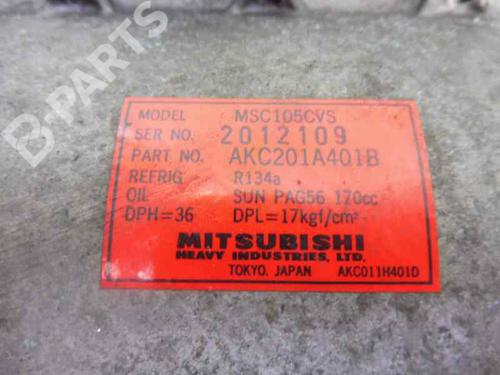 B-PARTS
MODEL MSC105CVS
SER NO. 2012109
PART NO. AKC201A401B
REFRIG R134a
OIL SUN PAG56 170cc
DPH=36 DPL=17kgf/cm²
MITSUBISHI
HEAVY INDUSTRIES, LTD.
TOKYO, JAPAN AKC011H401D